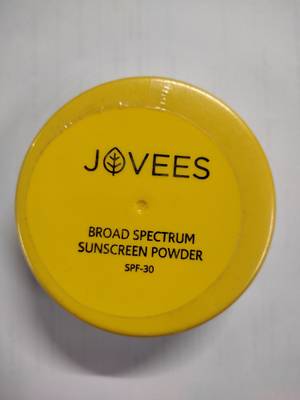 JOVEES
BROAD SPECTRUM
SUNSCREEN POWDER
SPF-30